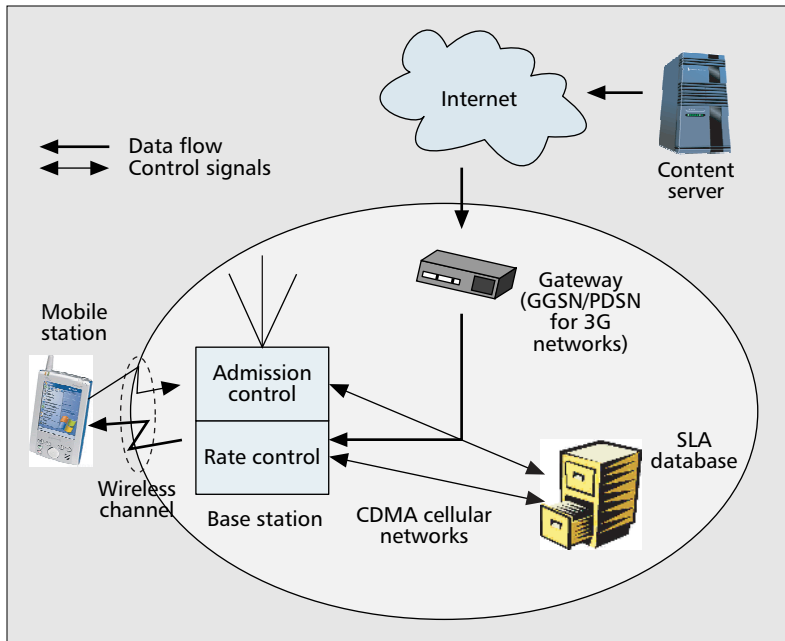 Internet
Content
server
Data flow
Control signals
Gateway
(GGSN/PDSN
for 3G
networks)
Mobile
station
Admission
control
Rate control
SLA
database
Wireless
channel
Base station
CDMA cellular
networks